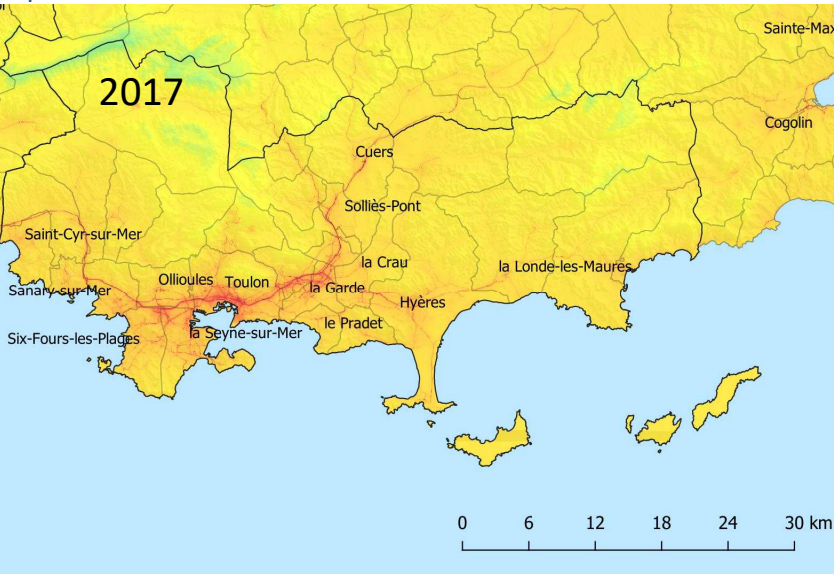 Sainte-Max
2017
Cogolin
Cuers
Solliès-Pont
Saint-Cyr-sur-Mer
la Crau
la Londe-les-Maures
Ollioules
Toulon
la Garde
Sanary-sur-Mer
Hyères
le Pradet
la Seyne-sur-Mer
Six-Fours-les-Plages
0 6 12 18 24 30 km